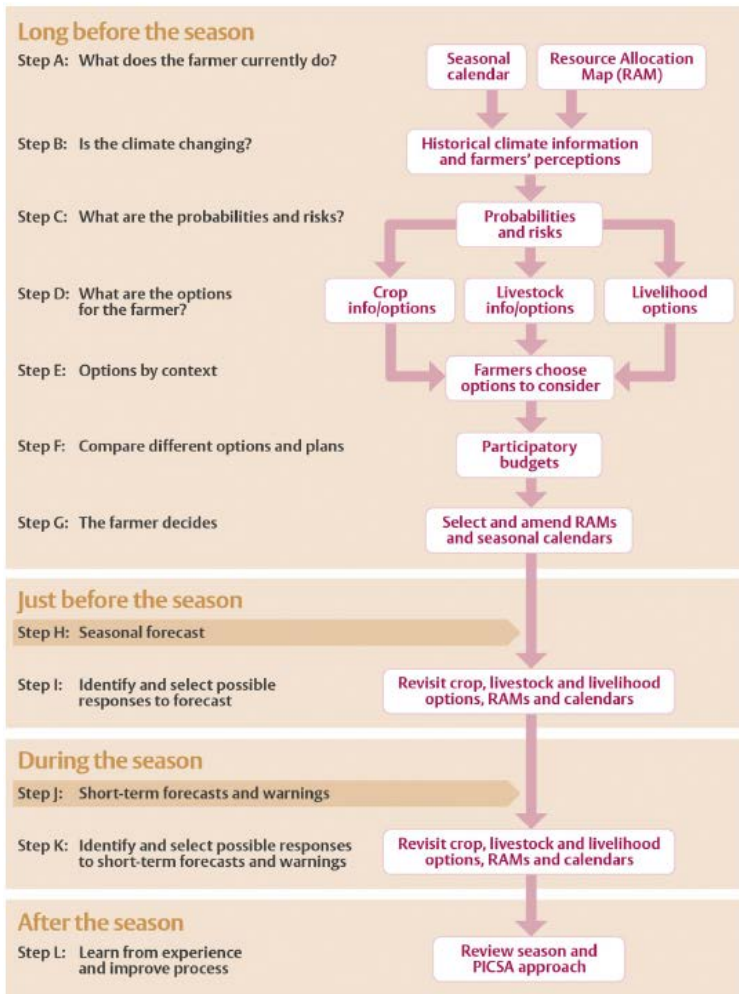 Long before the season
Step A: What does the farmer currently do?
Seasonal
calendar
Resource Allocation
Map (RAM)
Step B: Is the climate changing?
Historical climate information
and farmers' perceptions
Step C: What are the probabilities and risks?
Probabilities
and risks
Step D: What are the options
for the farmer?
Crop
info/options
Livestock
info/options
Livelihood
options
Step E: Options by context
Farmers choose
options to consider
Step F: Compare different options and plans
Participatory
budgets
Step G: The farmer decides
Select and amend RAMs
and seasonal calendars
Just before the season
Step H: Seasonal forecast
Step I: Identify and select possible
responses to forecast
Revisit crop, livestock and livelihood
options, RAMs and calendars
During the season
Step J: Short-term forecasts and warnings
Step K: Identify and select possible responses
to short-term forecasts and warnings
Revisit crop, livestock and livelihood
options, RAMs and calendars
After the season
Step L: Learn from experience
and improve process
Review season and
PICSA approach